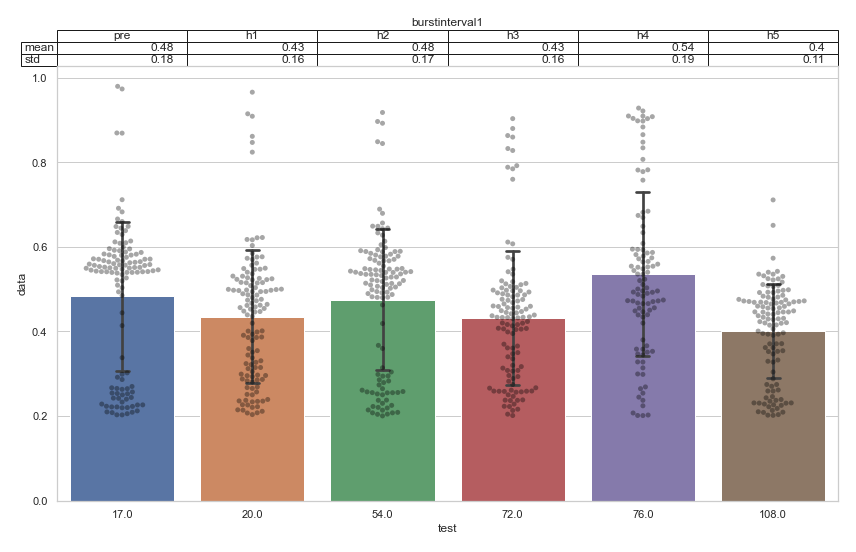 burstinterval1
pre h1 h2 h3 h4 h5
mean 0.48 0.43 0.48 0.43 0.54 0.4
std 0.18 0.16 0.17 0.16 0.19 0.11
1.0
0.8
0.6
0.4
0.2
0.0
data
17.0 20.0 54.0 72.0 76.0 108.0
test